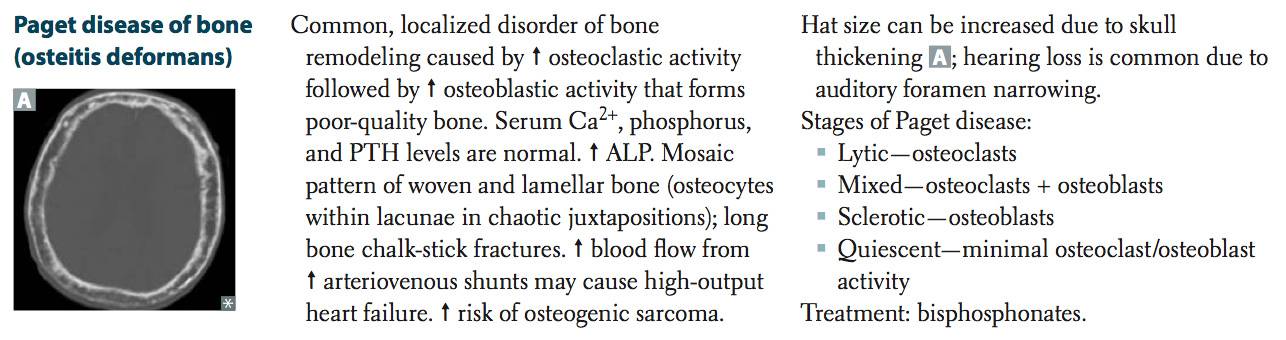 Paget disease of bone
(osteitis deformans)
A
*
Common, localized disorder of bone
remodeling caused by ↑ osteoclastic activity
followed by ↑ osteoblastic activity that forms
poor-quality bone. Serum Ca²⁺, phosphorus,
and PTH levels are normal. ↑ ALP. Mosaic
pattern of woven and lamellar bone (osteocytes
within lacunae in chaotic juxtapositions); long
bone chalk-stick fractures. ↑ blood flow from
↑ arteriovenous shunts may cause high-output
heart failure. ↑ risk of osteogenic sarcoma.
Hat size can be increased due to skull
thickening A; hearing loss is common due to
auditory foramen narrowing.
Stages of Paget disease:
▪ Lytic—osteoclasts
▪ Mixed—osteoclasts + osteoblasts
▪ Sclerotic—osteoblasts
▪ Quiescent—minimal osteoclast/osteoblast
activity
Treatment: bisphosphonates.